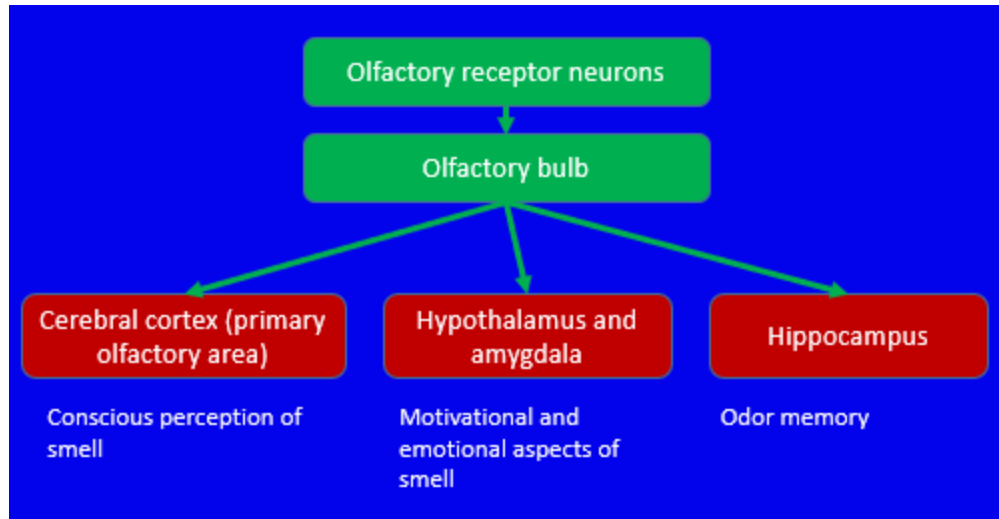 Olfactory receptor neurons
Olfactory bulb
Cerebral cortex (primary
olfactory area)
Hypothalamus and
amygdala
Hippocampus
Conscious perception of
smell
Motivational and
emotional aspects of
smell
Odor memory